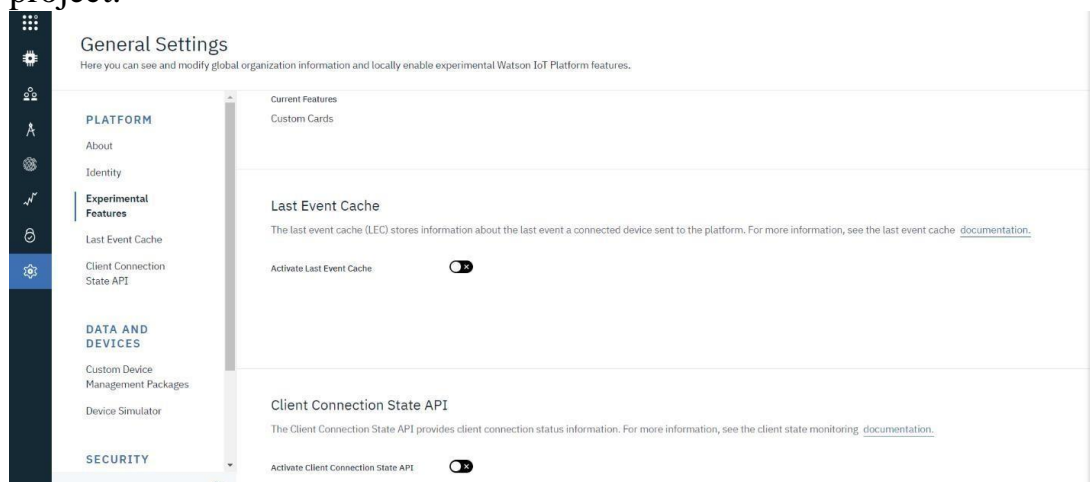 project.
General Settings
Here you can see and modify global organization information and locally enable experimental Watson IoT Platform features.
PLATFORM
About
Identity
Experimental
Features
Last Event Cache
Client Connection
State API
DATA AND
DEVICES
Custom Device
Management Packages
Device Simulator
SECURITY
Current Features
Custom Cards
Last Event Cache
The last event cache (LEC) stores information about the last event a connected device sent to the platform. For more information, see the last event cache documentation.
Activate Last Event Cache
Client Connection State API
The Client Connection State API provides client connection status information. For more information, see the client state monitoring documentation.
Activate Client Connection State API